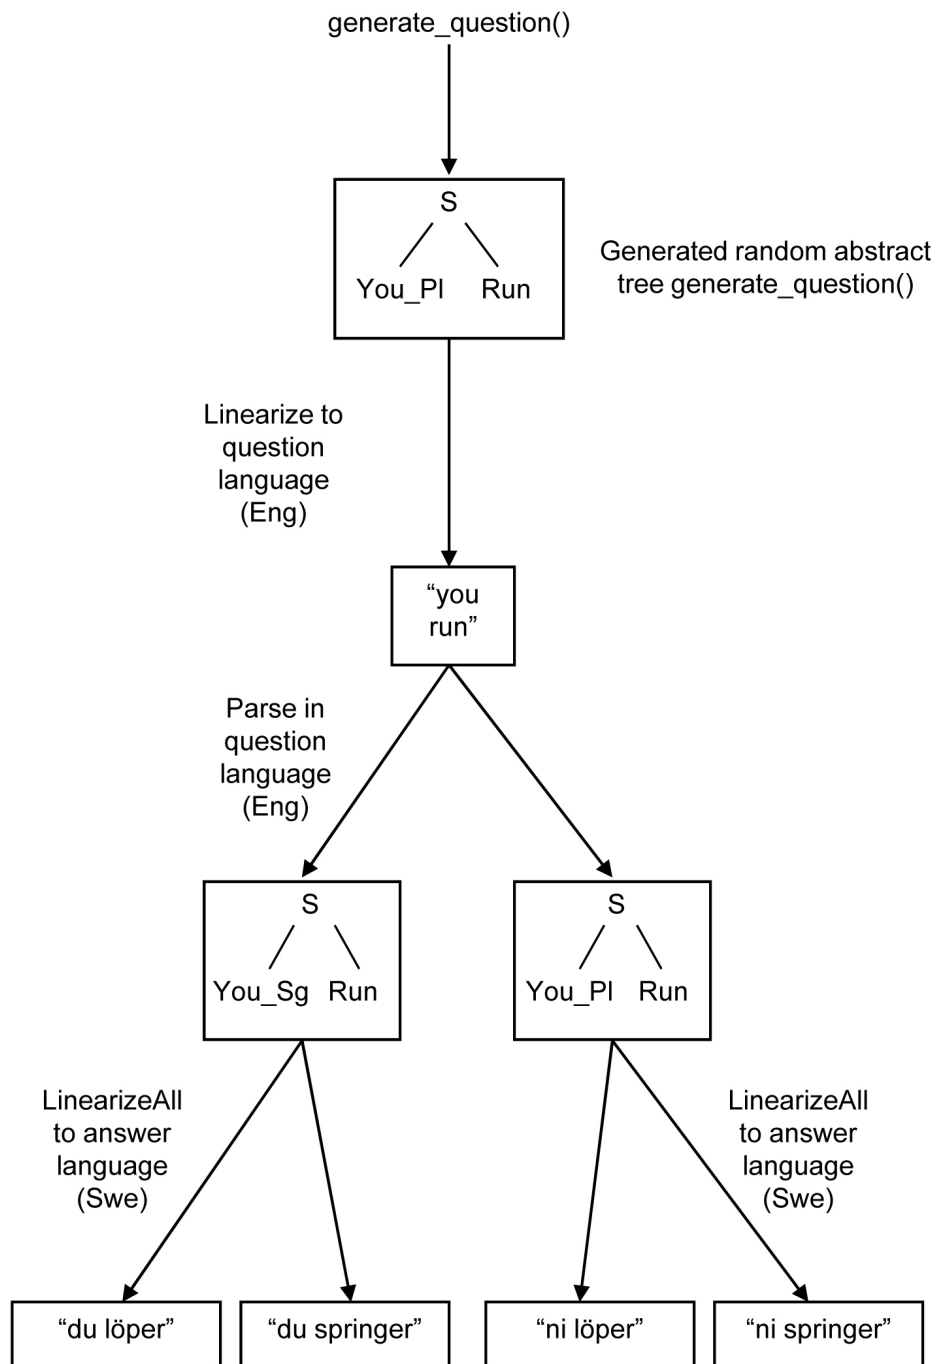 generate_question()
S
You_Pl Run
Generated random abstract
tree generate_question()
Linearize to
question
language
(Eng)
“you
run”
Parse in
question
language
(Eng)
S
You_Sg Run
S
You_Pl Run
LinearizeAll
to answer
language
(Swe)
LinearizeAll
to answer
language
(Swe)
“du löper”
“du springer”
“ni löper”
“ni springer”